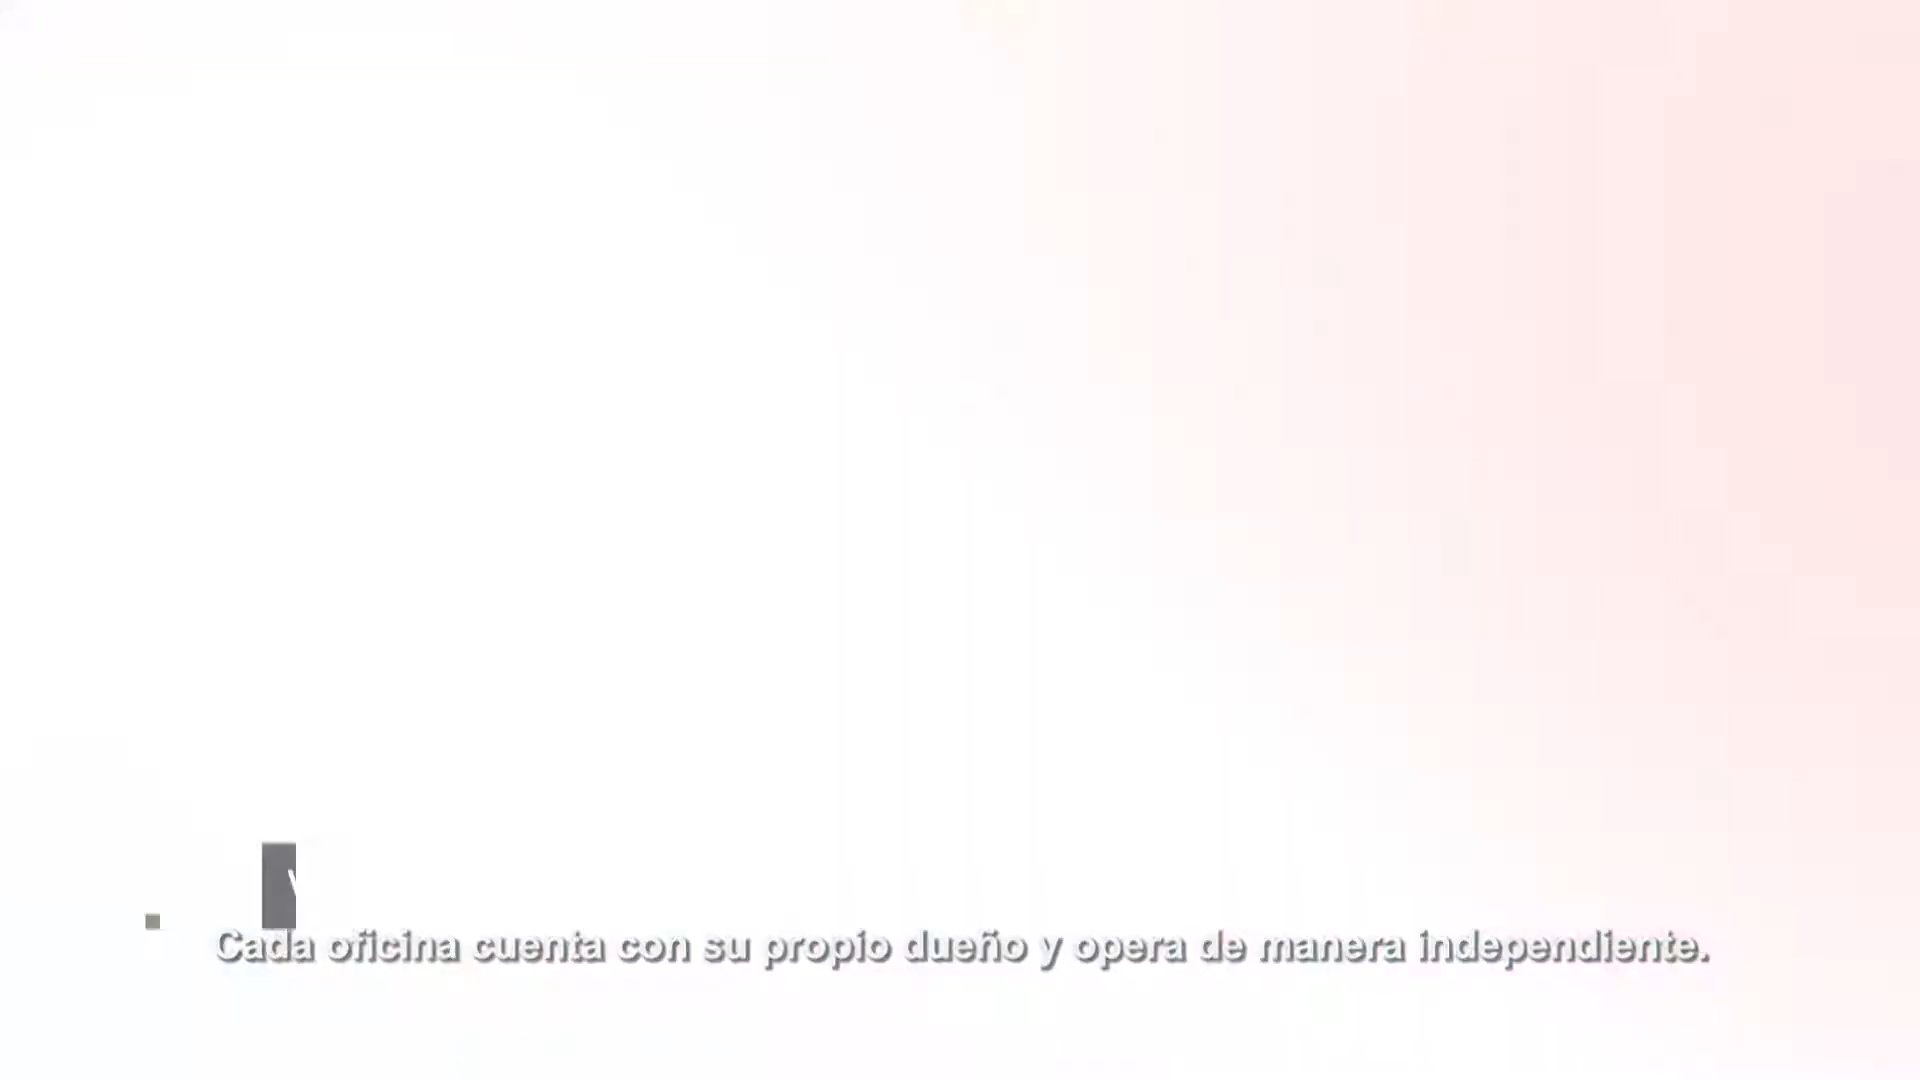 Cada oficina cuenta con su propio dueño y opera de manera independiente.